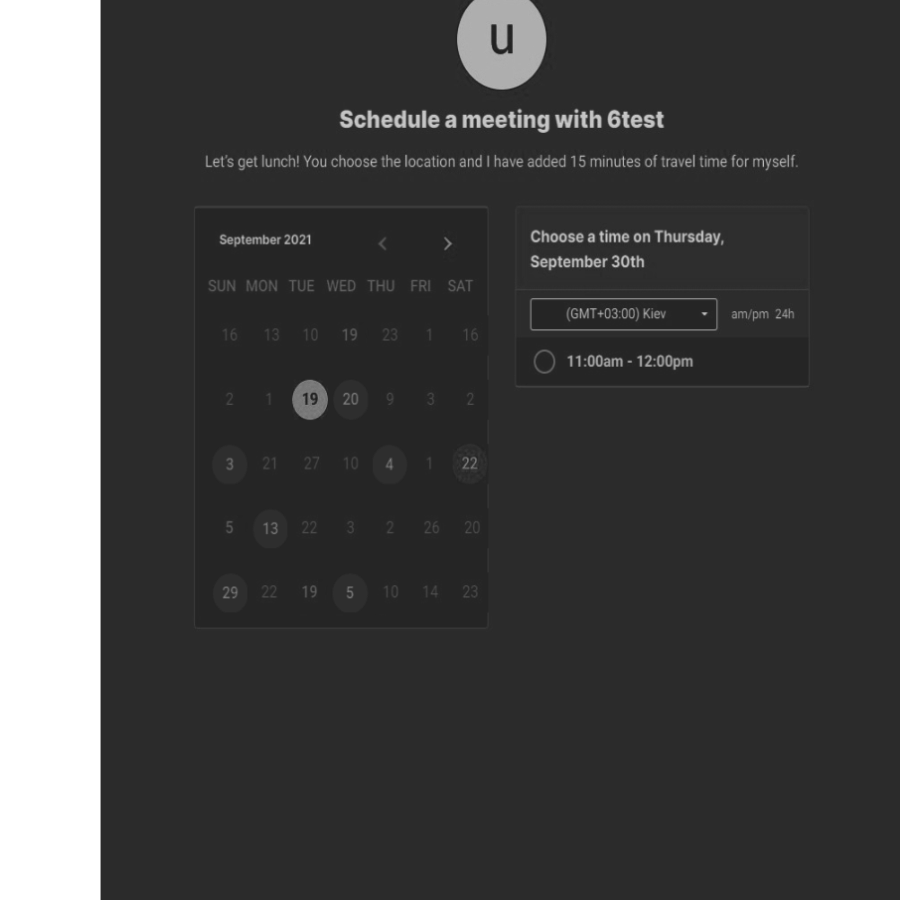 u
Schedule a meeting with 6test
Let's get lunch! You choose the location and I have added 15 minutes of travel time for myself.
September 2021
SUN MON TUE WED THU FRI SAT
16 13 10 19 23 1 16
2 1 19 20 9 3 2
3 21 27 10 4 1 22
5 13 22 3 2 26 20
29 22 19 5 10 14 23
Choose a time on Thursday,
September 30th
(GMT+03:00) Kiev am/pm 24h
11:00am - 12:00pm